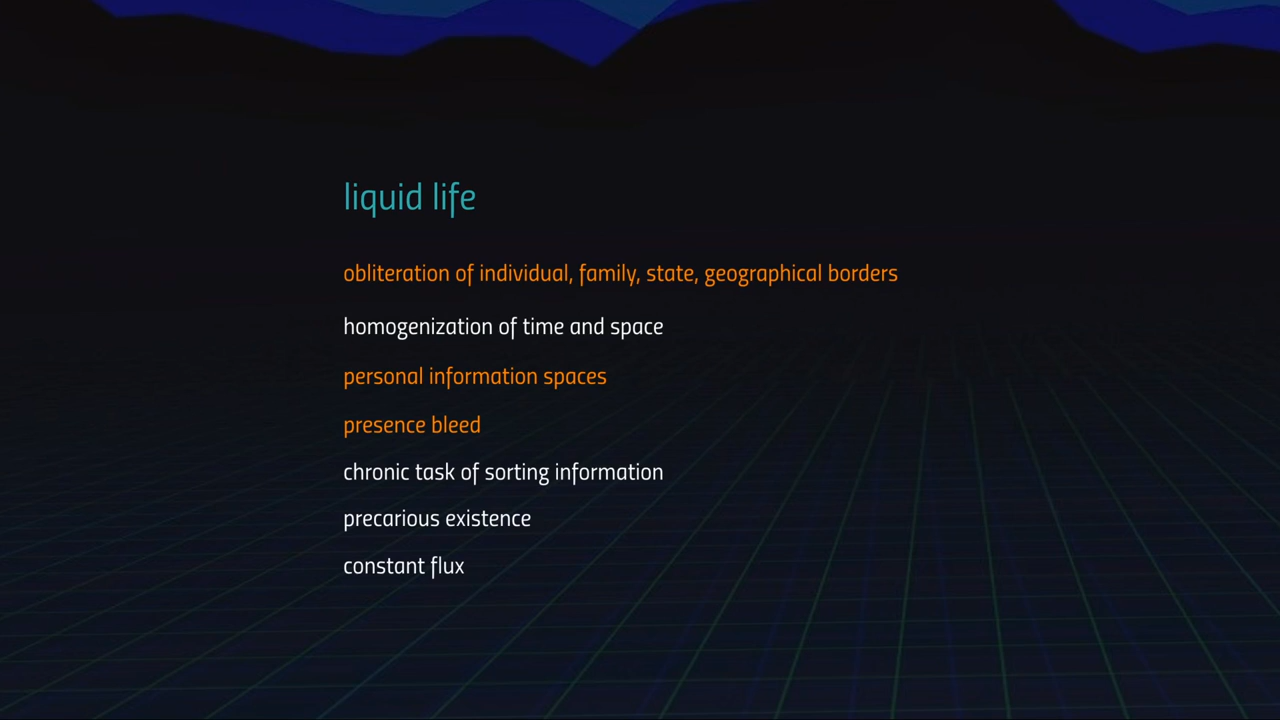 liquid life
obliteration of individual, family, state, geographical borders
homogenization of time and space
personal information spaces
presence bleed
chronic task of sorting information
precarious existence
constant flux